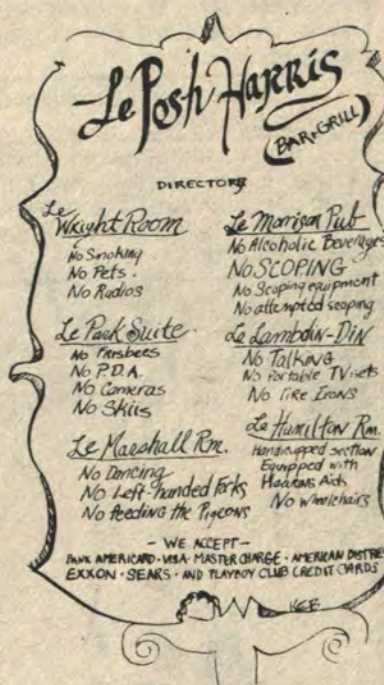 Le Posh Harris
(BAR & GRILL)
DIRECTORY
Le Wright Room
No Smoking
No Pets.
No Radios
Le Park Suite
No Frisbees
No P.D.A.
No Cameras
No Skiis
Le Marshall Rm.
No Dancing
No Left-handed Forks
No feeding the Pigeons
Le Morrison Pub
No Alcoholic Beverages
NO SCOPING
No Scoping equipment
No attempted scoping
Le Lambdin-Din
No Talking
No Portable TV sets
No Tire Irons
Le Hamilton Rm.
Handicapped section
Equipped with
Hearing Aids
No Wheelchairs
- WE ACCEPT -
BANK AMERICARD · VISA · MASTER CHARGE · AMERICAN DISTRE
EXXON · SEARS · AND PLAYBOY CLUB CREDIT CARDS